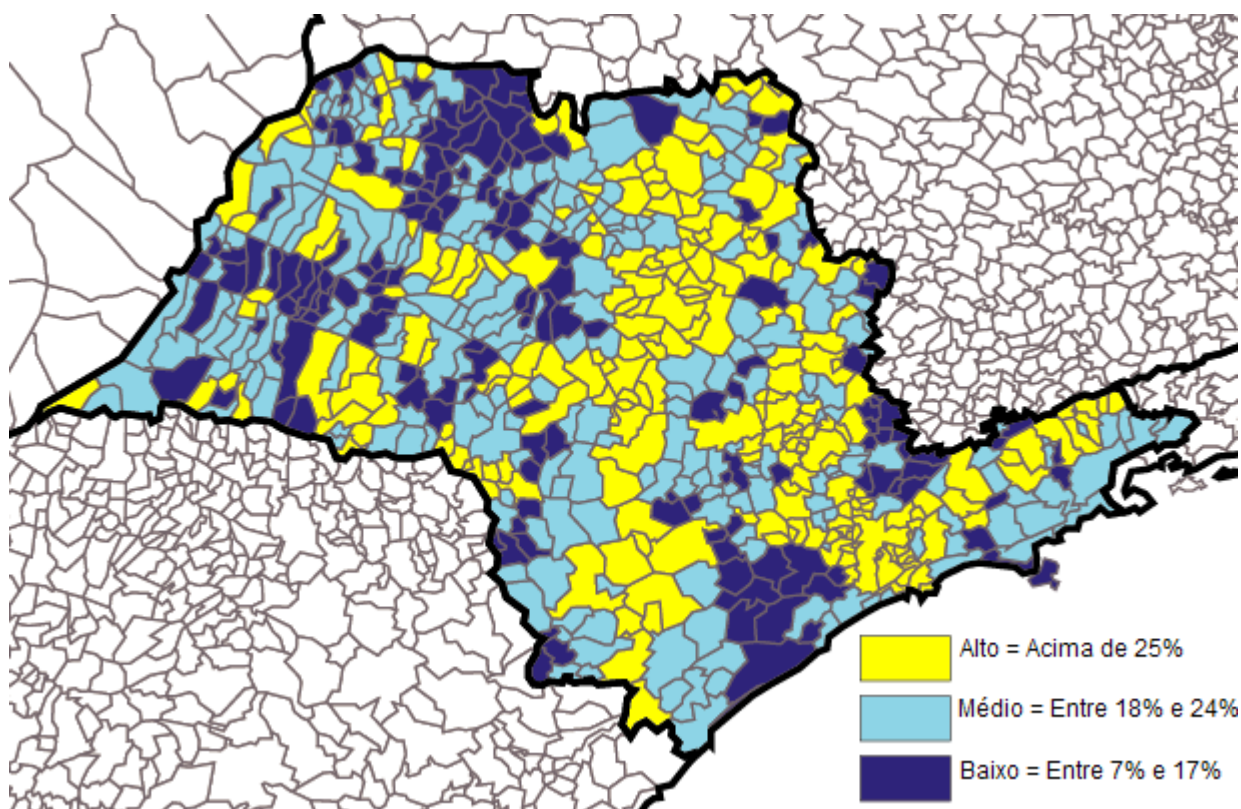 Alto = Acima de 25%
Médio = Entre 18% e 24%
Baixo = Entre 7% e 17%